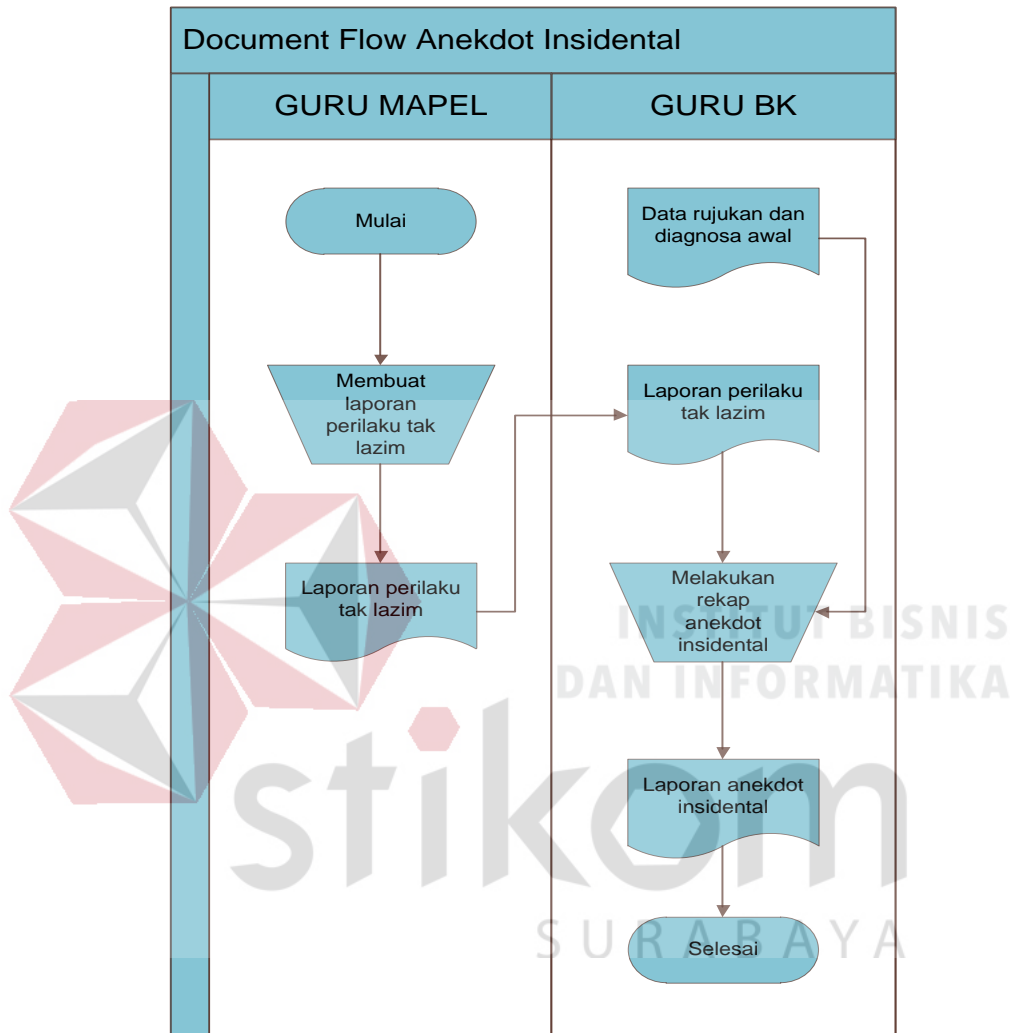 Document Flow Anekdot Insidental
GURU MAPEL
GURU BK
Mulai
Data rujukan dan
diagnosa awal
Membuat
laporan
perilaku tak
lazim
Laporan perilaku
tak lazim
Laporan perilaku
tak lazim
Melakukan
rekap
anekdot
insidental
INSTITUT BISNIS
DAN INFORMATIKA
Laporan anekdot
insidental
stikom
SURABAYA
Selesai